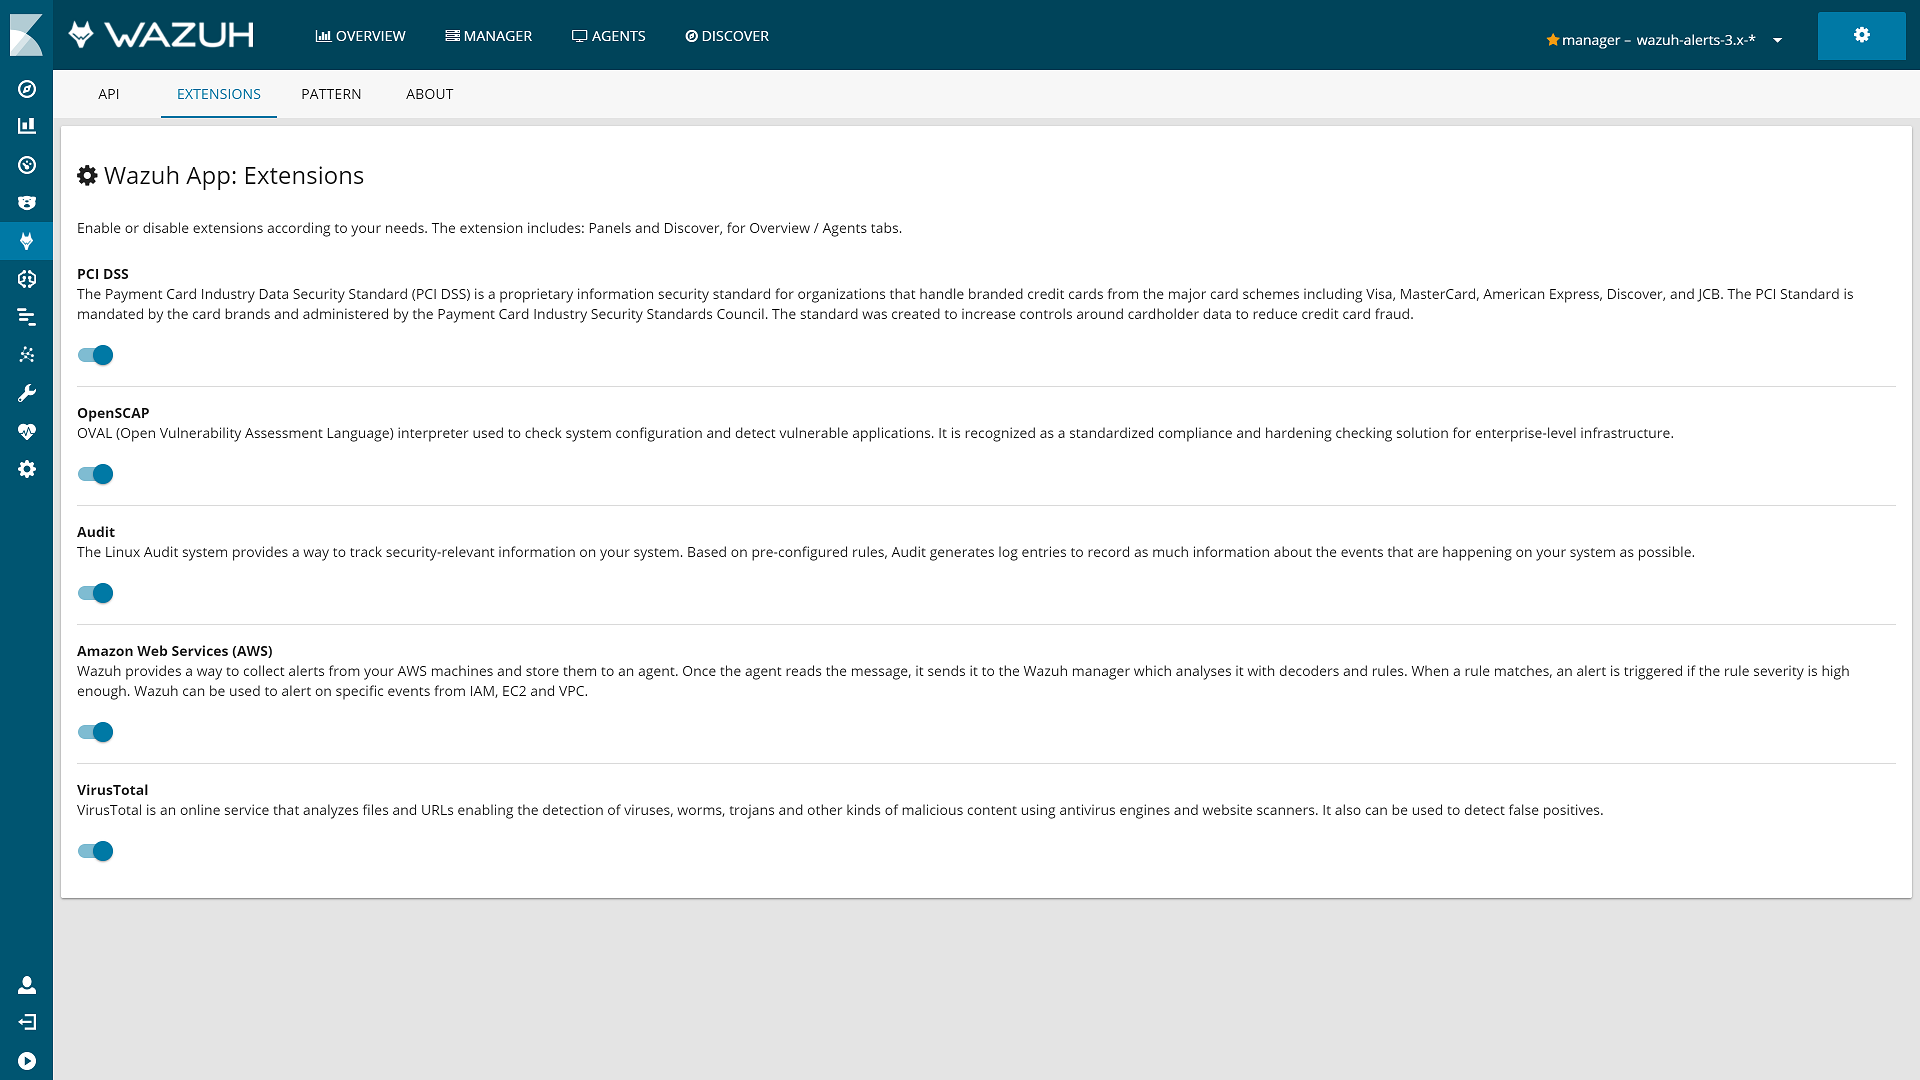 WAZUH
OVERVIEW
MANAGER
AGENTS
DISCOVER
manager – wazuh-alerts-3.x-*
API
EXTENSIONS
PATTERN
ABOUT
Wazuh App: Extensions
Enable or disable extensions according to your needs. The extension includes: Panels and Discover, for Overview / Agents tabs.
PCI DSS
The Payment Card Industry Data Security Standard (PCI DSS) is a proprietary information security standard for organizations that handle branded credit cards from the major card schemes including Visa, MasterCard, American Express, Discover, and JCB. The PCI Standard is
mandated by the card brands and administered by the Payment Card Industry Security Standards Council. The standard was created to increase controls around cardholder data to reduce credit card fraud.
OpenSCAP
OVAL (Open Vulnerability Assessment Language) interpreter used to check system configuration and detect vulnerable applications. It is recognized as a standardized compliance and hardening checking solution for enterprise-level infrastructure.
Audit
The Linux Audit system provides a way to track security-relevant information on your system. Based on pre-configured rules, Audit generates log entries to record as much information about the events that are happening on your system as possible.
Amazon Web Services (AWS)
Wazuh provides a way to collect alerts from your AWS machines and store them to an agent. Once the agent reads the message, it sends it to the Wazuh manager which analyses it with decoders and rules. When a rule matches, an alert is triggered if the rule severity is high
enough. Wazuh can be used to alert on specific events from IAM, EC2 and VPC.
VirusTotal
VirusTotal is an online service that analyzes files and URLs enabling the detection of viruses, worms, trojans and other kinds of malicious content using antivirus engines and website scanners. It also can be used to detect false positives.